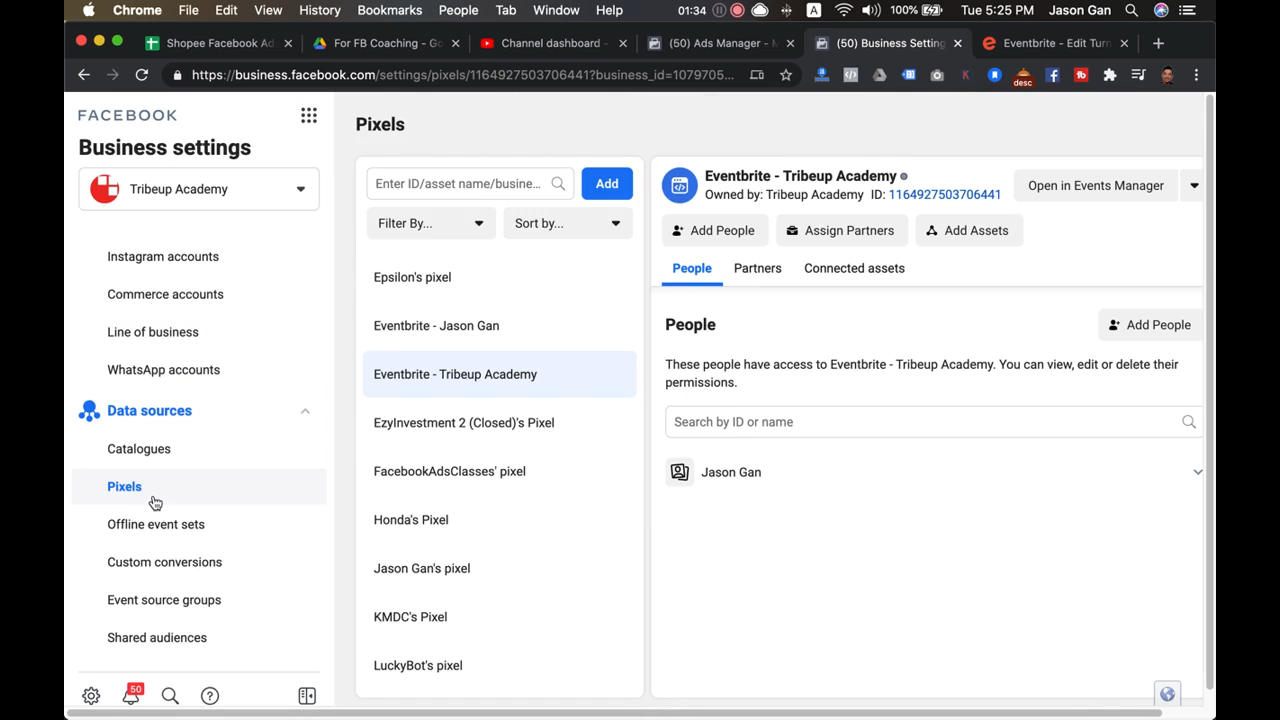 Chrome File Edit View History Bookmarks People Tab Window Help 01:34 A 100% Tue 5:25 PM Jason Gan
Shopee Facebook Ad For FB Coaching - Go Channel dashboard - (50) Ads Manager - M (50) Business Setting Eventbrite - Edit Turn
https://business.facebook.com/settings/pixels/1164927503706441?business_id=1079705... desc
FACEBOOK
Business settings
Tribeup Academy
Instagram accounts
Commerce accounts
Line of business
WhatsApp accounts
Data sources
Catalogues
Pixels
Offline event sets
Custom conversions
Event source groups
Shared audiences
50
Pixels
Enter ID/asset name/busine... Add
Filter By... Sort by...
Epsilon's pixel
Eventbrite - Jason Gan
Eventbrite - Tribeup Academy
EzyInvestment 2 (Closed)'s Pixel
FacebookAdsClasses' pixel
Honda's Pixel
Jason Gan's pixel
KMDC's Pixel
LuckyBot's pixel
Eventbrite - Tribeup Academy
Owned by: Tribeup Academy ID: 1164927503706441
Open in Events Manager
Add People Assign Partners Add Assets
People Partners Connected assets
People
Add People
These people have access to Eventbrite - Tribeup Academy. You can view, edit or delete their
permissions.
Search by ID or name
Jason Gan